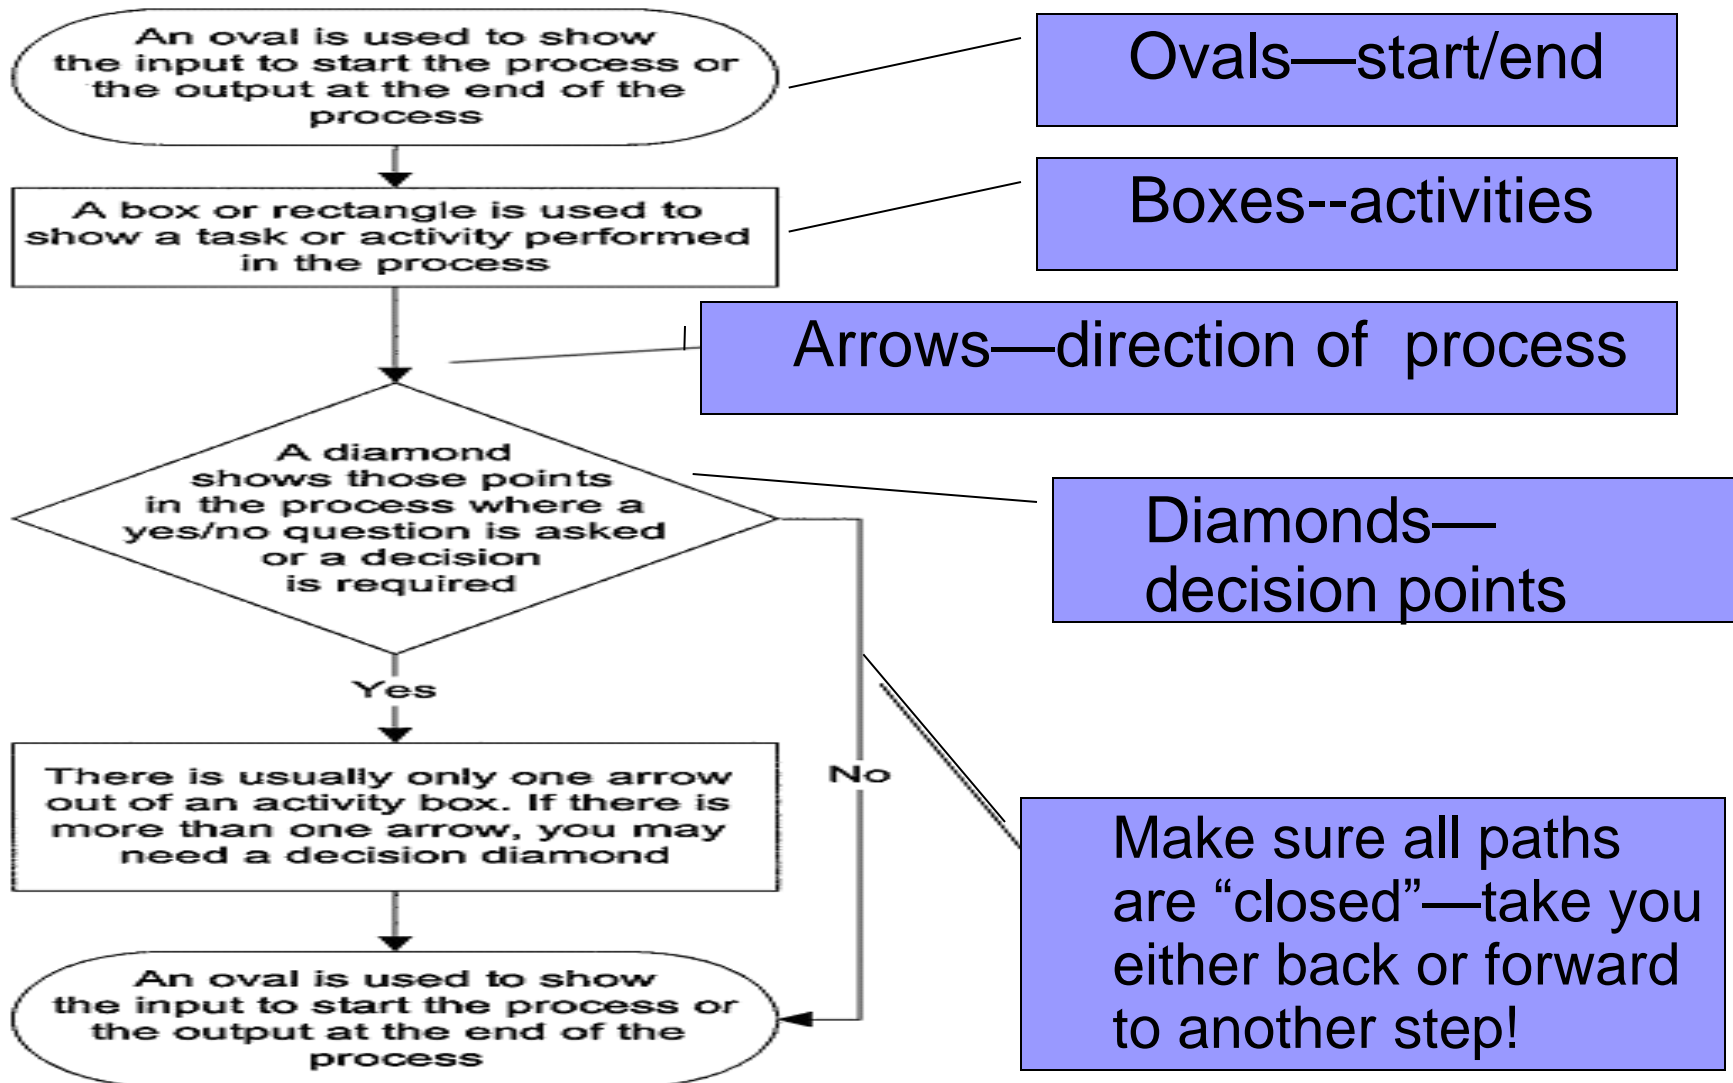 An oval is used to show
the input to start the process or
the output at the end of the
process
Ovals—start/end
A box or rectangle is used to
show a task or activity performed
in the process
Boxes--activities
Arrows—direction of process
A diamond
shows those points
in the process where a
yes/no question is asked
or a decision
is required
Diamonds—
decision points
Yes
No
There is usually only one arrow
out of an activity box. If there is
more than one arrow, you may
need a decision diamond
Make sure all paths
are “closed”—take you
either back or forward
to another step!
An oval is used to show
the input to start the process or
the output at the end of the
process